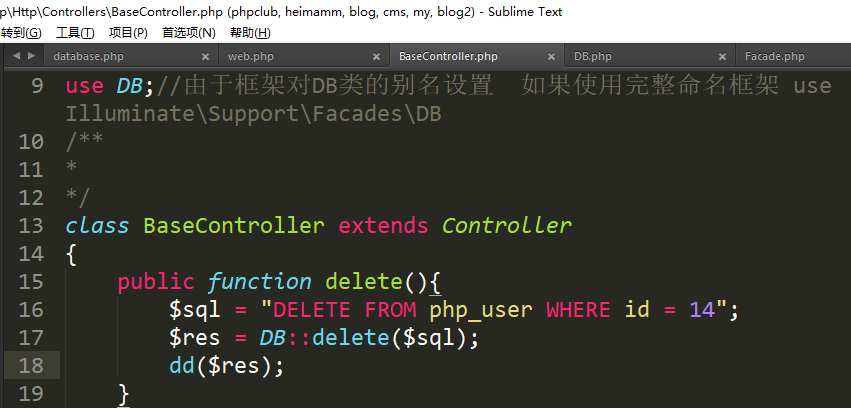 p\Http\Controllers\BaseController.php (phpclub, heimamm, blog, cms, my, blog2) - Sublime Text
转到(G) 工具(T) 项目(P) 首选项(N) 帮助(H)
database.php × web.php × BaseController.php × DB.php × Facade.php
9 use DB;//由于框架对DB类的别名设置 如果使用完整命名框架 use
Illuminate\Support\Facades\DB
10 /**
11 *
12 */
13 class BaseController extends Controller
14 {
15 public function delete(){
16 $sql = "DELETE FROM php_user WHERE id = 14";
17 $res = DB::delete($sql);
18 dd($res);
19 }